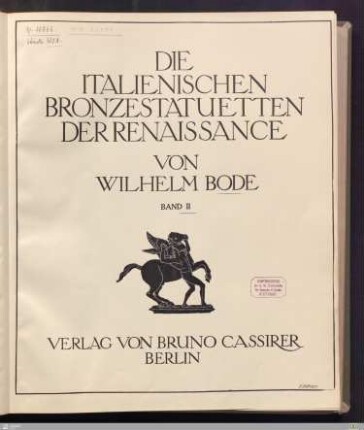 DIE
ITALIENISCHEN
BRONZESTATUETTEN
DER RENAISSANCE
VON
WILHELM BODE
BAND II
VERLAG VON BRUNO CASSIRER
BERLIN